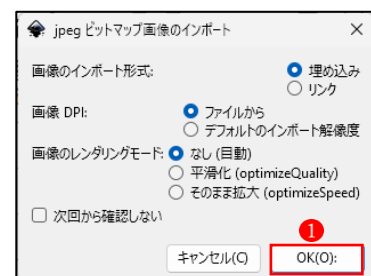 jpeg ビットマップ画像のインポート
画像のインポート形式: 埋め込み
リンク
画像 DPI: ファイルから
デフォルトのインポート解像度
画像のレンダリングモード: なし (自動)
平滑化 (optimizeQuality)
そのまま拡大 (optimizeSpeed)
次回から確認しない
1
キャンセル(C) OK(O):